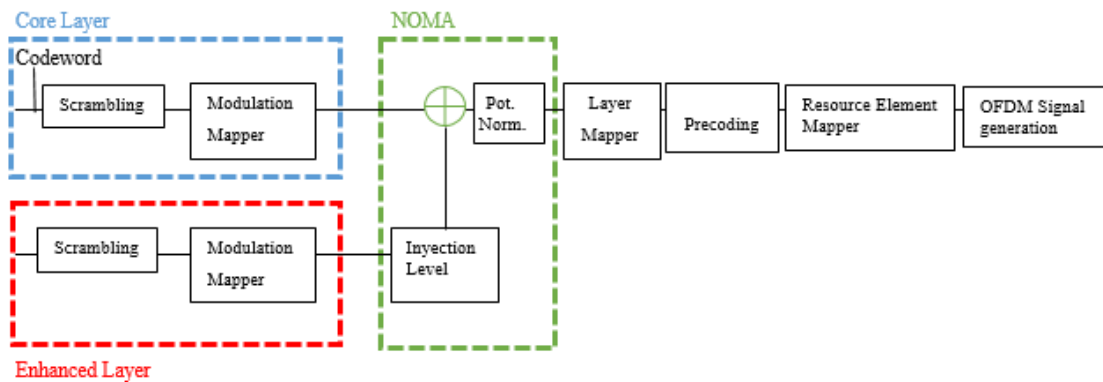 Core Layer
NOMA
Codeword
Scrambling
Modulation
Mapper
Pot.
Norm.
Layer
Mapper
Precoding
Resource Element
Mapper
OFDM Signal
generation
Scrambling
Modulation
Mapper
Inyection
Level
Enhanced Layer